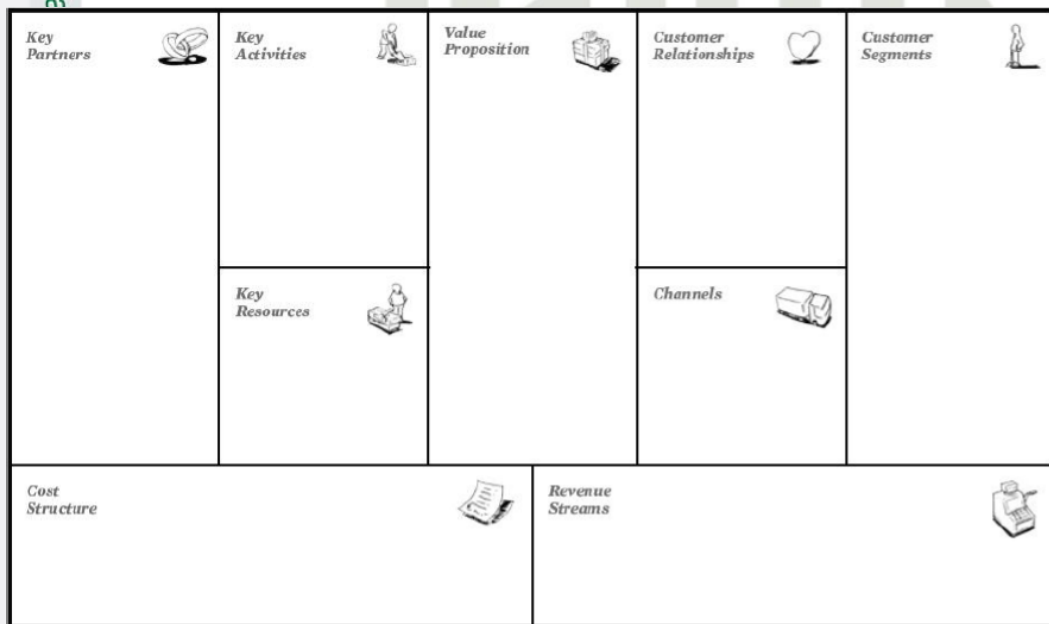 Key
Partners
Key
Activities
Value
Proposition
Customer
Relationships
Customer
Segments
Key
Resources
Channels
Cost
Structure
Revenue
Streams